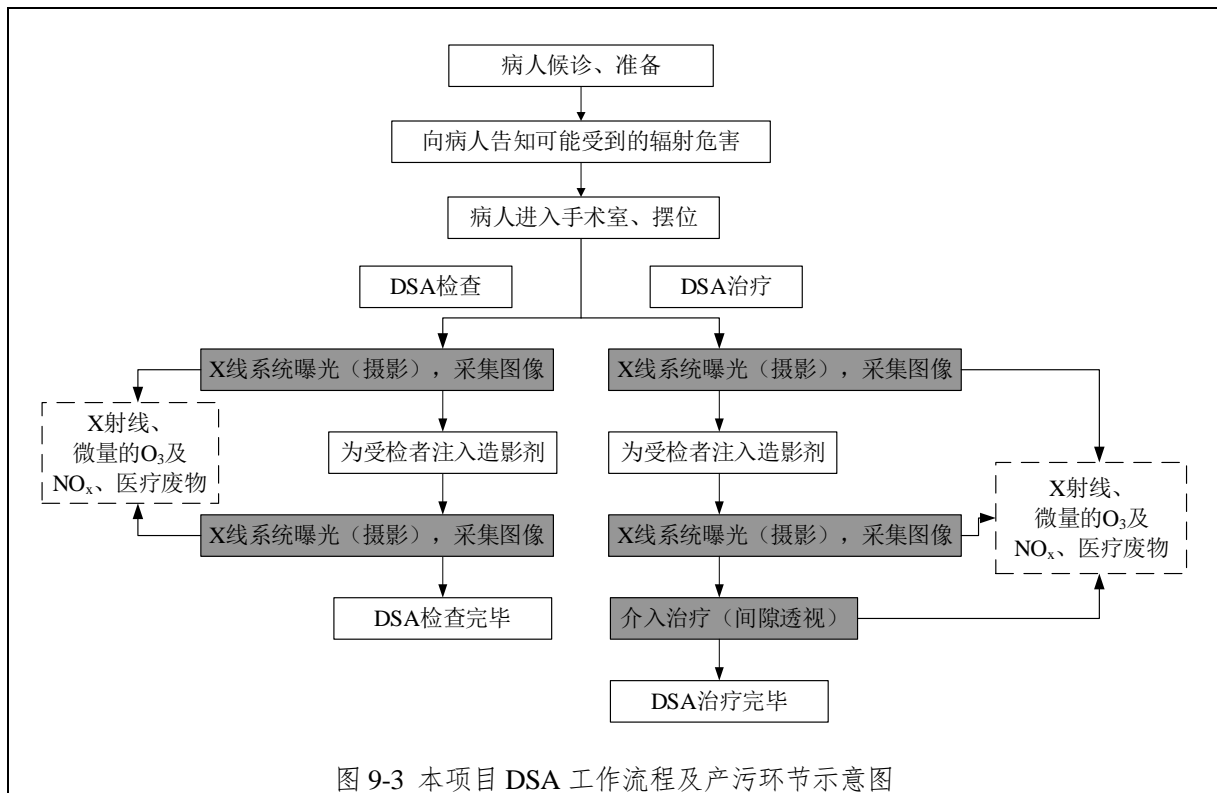 病人候诊、准备
向病人告知可能受到的辐射危害
病人进入手术室、摆位
DSA检查
DSA治疗
X线系统曝光（摄影），采集图像
X线系统曝光（摄影），采集图像
X射线、
微量的O₃及
NOₓ、医疗废物
为受检者注入造影剂
为受检者注入造影剂
X射线、
微量的O₃及
NOₓ、医疗废物
X线系统曝光（摄影），采集图像
X线系统曝光（摄影），采集图像
DSA检查完毕
介入治疗（间隙透视）
DSA治疗完毕
图 9-3 本项目 DSA 工作流程及产污环节示意图